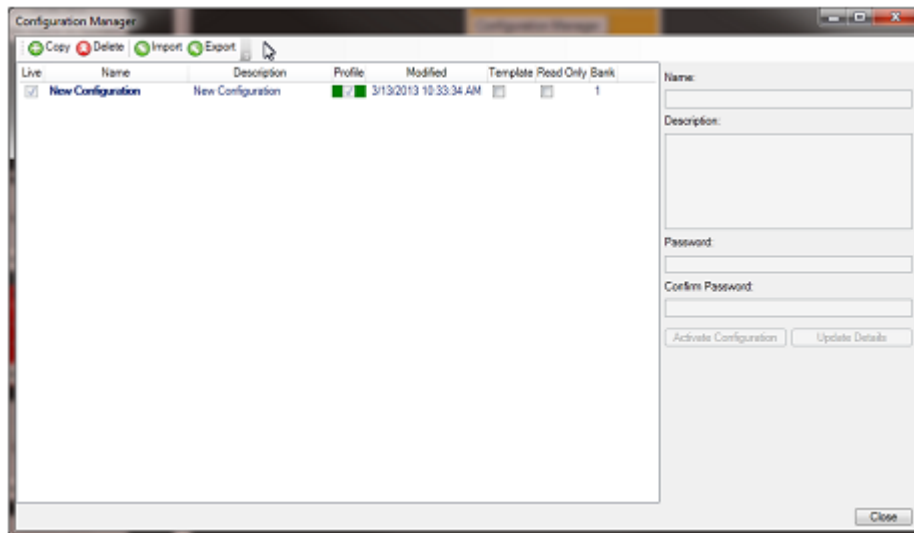 Configuration Manager
Copy Delete Import Export
Live Name Description Profile Modified Template Read Only Bank
New Configuration New Configuration 3/13/2013 10:33:34 AM 1
Name:
Description:
Password:
Confirm Password:
Activate Configuration Update Details
Close